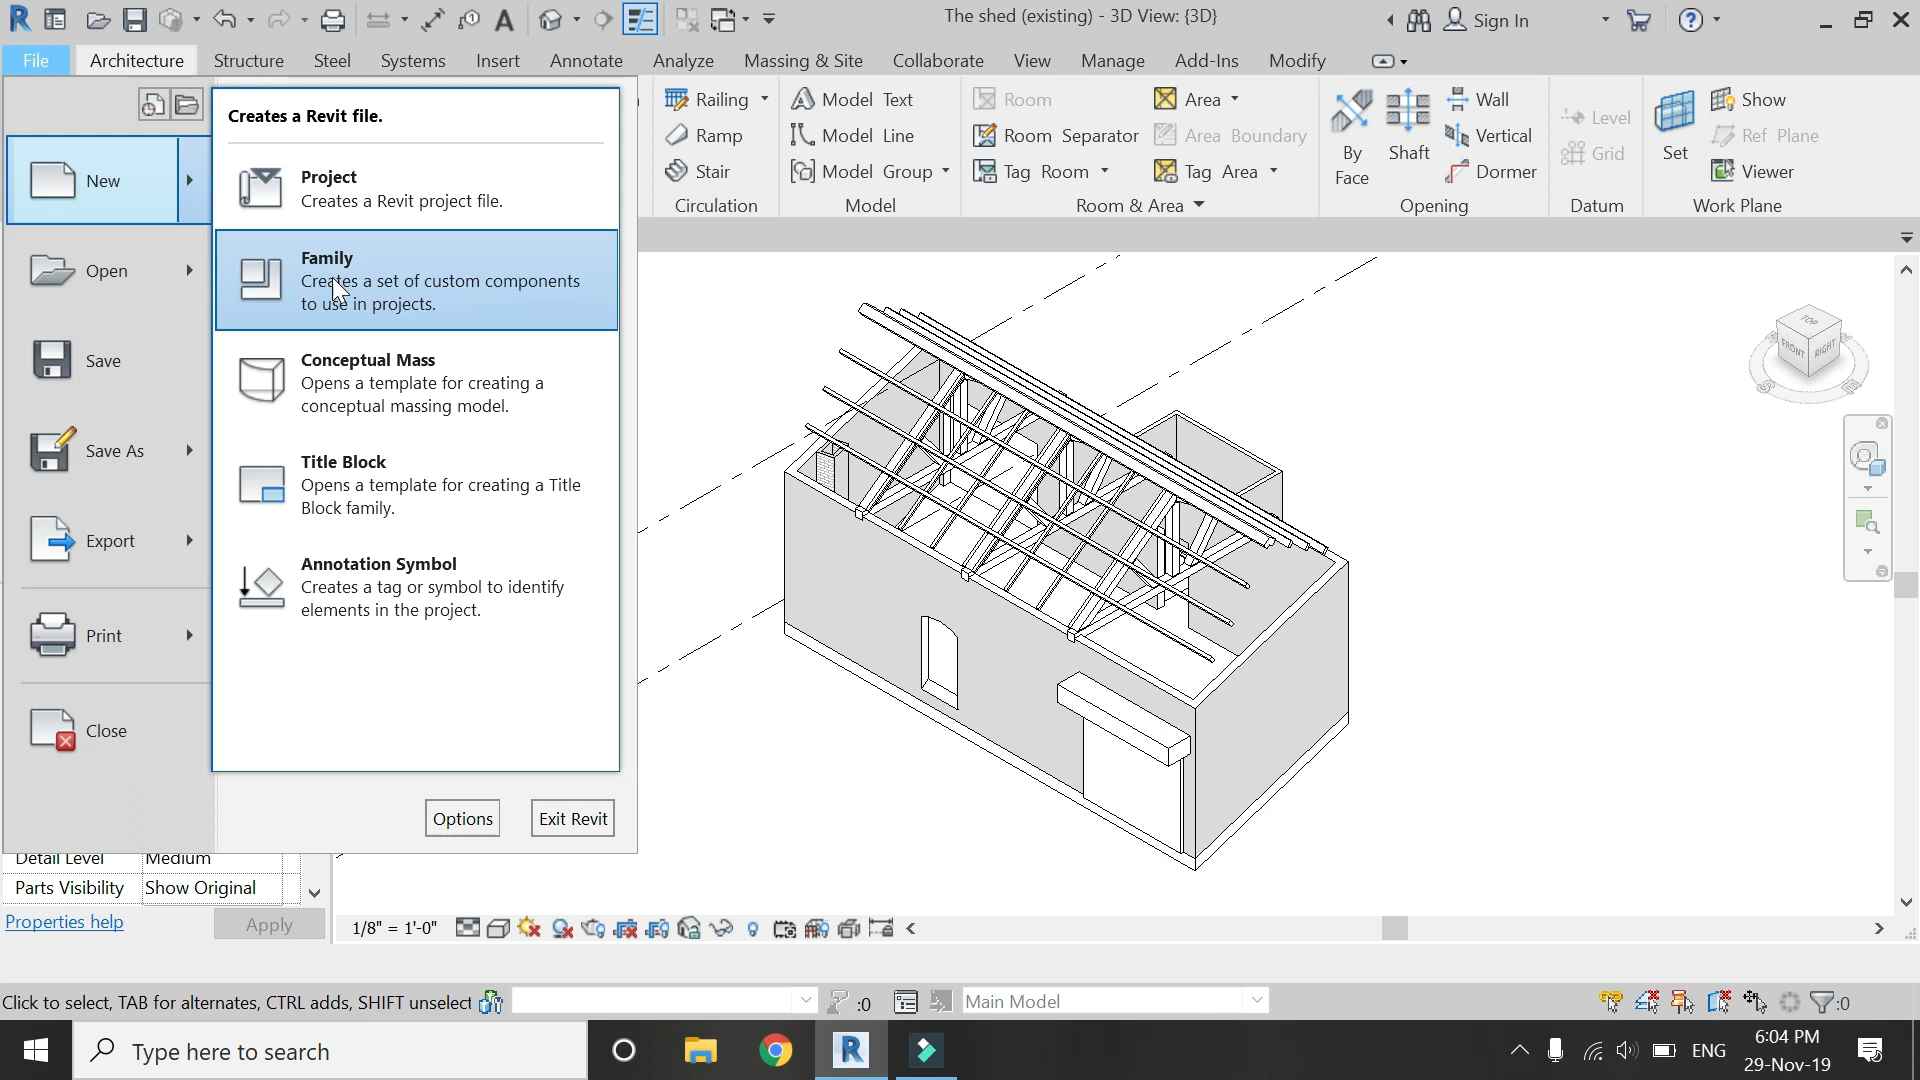 The shed (existing) - 3D View: {3D}
Sign In
File
Architecture
Structure
Steel
Systems
Insert
Annotate
Analyze
Massing & Site
Collaborate
View
Manage
Add-Ins
Modify
Creates a Revit file.
New
Project
Creates a Revit project file.
Family
Creates a set of custom components
to use in projects.
Conceptual Mass
Opens a template for creating a
conceptual massing model.
Title Block
Opens a template for creating a Title
Block family.
Annotation Symbol
Creates a tag or symbol to identify
elements in the project.
Open
Save
Save As
Export
Print
Close
Options
Exit Revit
Railing
Ramp
Stair
Circulation
Model Text
Model Line
Model Group
Model
Room
Room Separator
Tag Room
Area
Area Boundary
Tag Area
Room & Area
By
Face
Shaft
Wall
Vertical
Dormer
Opening
Level
Grid
Datum
Set
Show
Ref Plane
Viewer
Work Plane
TOP
FRONT
RIGHT
S
E
Detail Level
Medium
Parts Visibility
Show Original
Properties help
Apply
1/8" = 1'-0"
Click to select, TAB for alternates, CTRL adds, SHIFT unselect
:0
Main Model
:0
Type here to search
ENG
6:04 PM
29-Nov-19